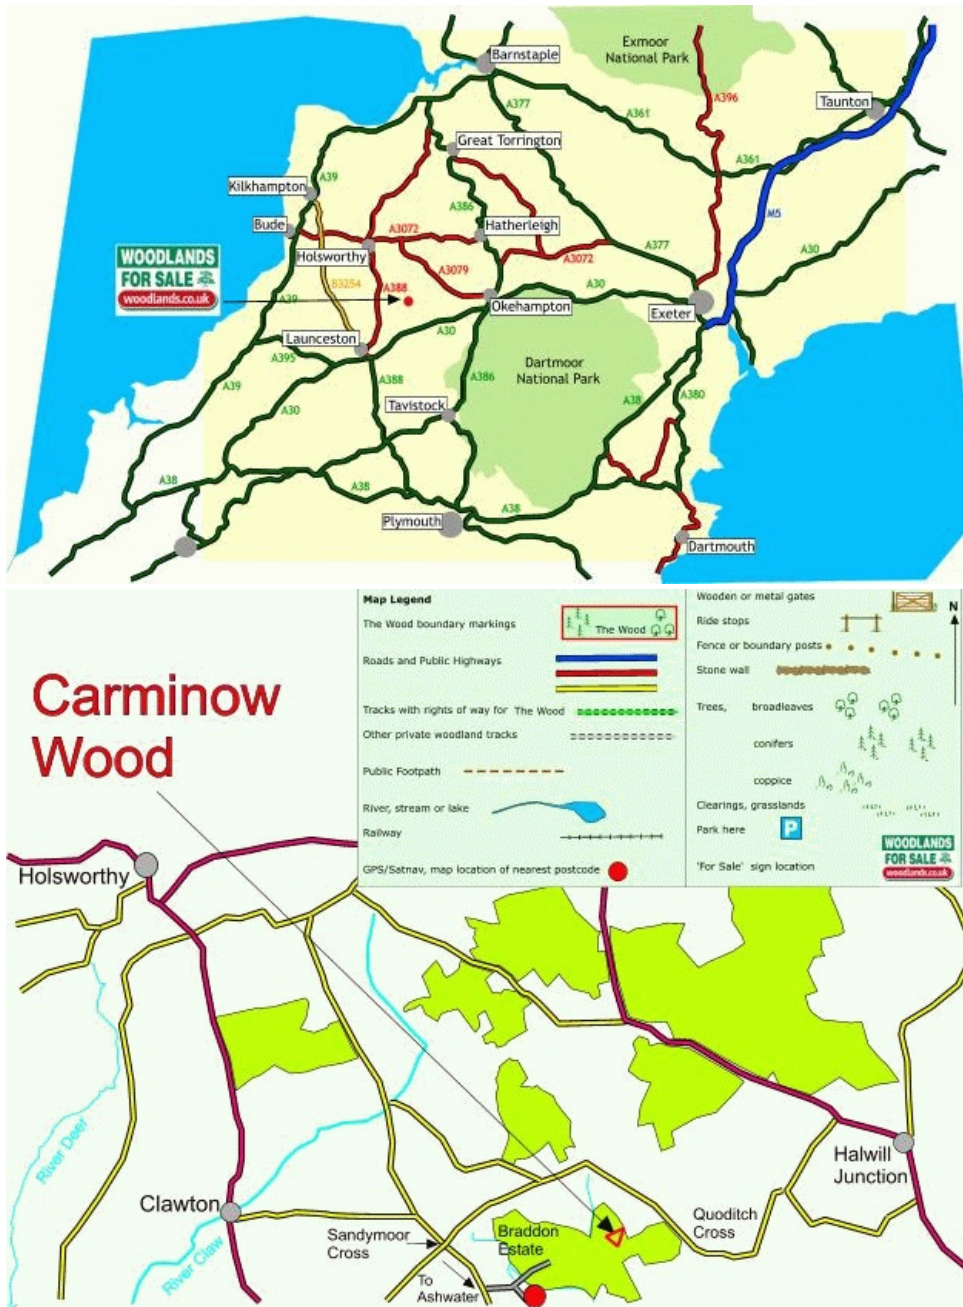 Exmoor
National Park
Barnstaple
A377
A361
A396
Taunton
Great Torrington
A361
Kilkhampton
A39
A386
M5
Bude
A3072
Hatherleigh
A377
A30
Holsworthy
A3072
WOODLANDS
FOR SALE
woodlands.co.uk
B3254
A388
A3079
A30
A39
Okehampton
Exeter
Launceston
A30
Dartmoor
National Park
A395
A388
A386
A39
A30
Tavistock
A38
A380
A38
A38
Plymouth
A38
Dartmouth
Map Legend
The Wood boundary markings
The Wood
Roads and Public Highways
Tracks with rights of way for The Wood
Other private woodland tracks
Public Footpath
River, stream or lake
Railway
GPS/Satnav, map location of nearest postcode
Wooden or metal gates
N
Ride stops
Fence or boundary posts
Stone wall
Trees, broadleaves
conifers
coppice
Clearings, grasslands
Park here
P
'For Sale' sign location
WOODLANDS
FOR SALE
woodlands.co.uk
Carminow
Wood
Holsworthy
River Deer
Halwill
Junction
Clawton
River Claw
Sandymoor
Cross
Braddon
Estate
Quoditch
Cross
To
Ashwater